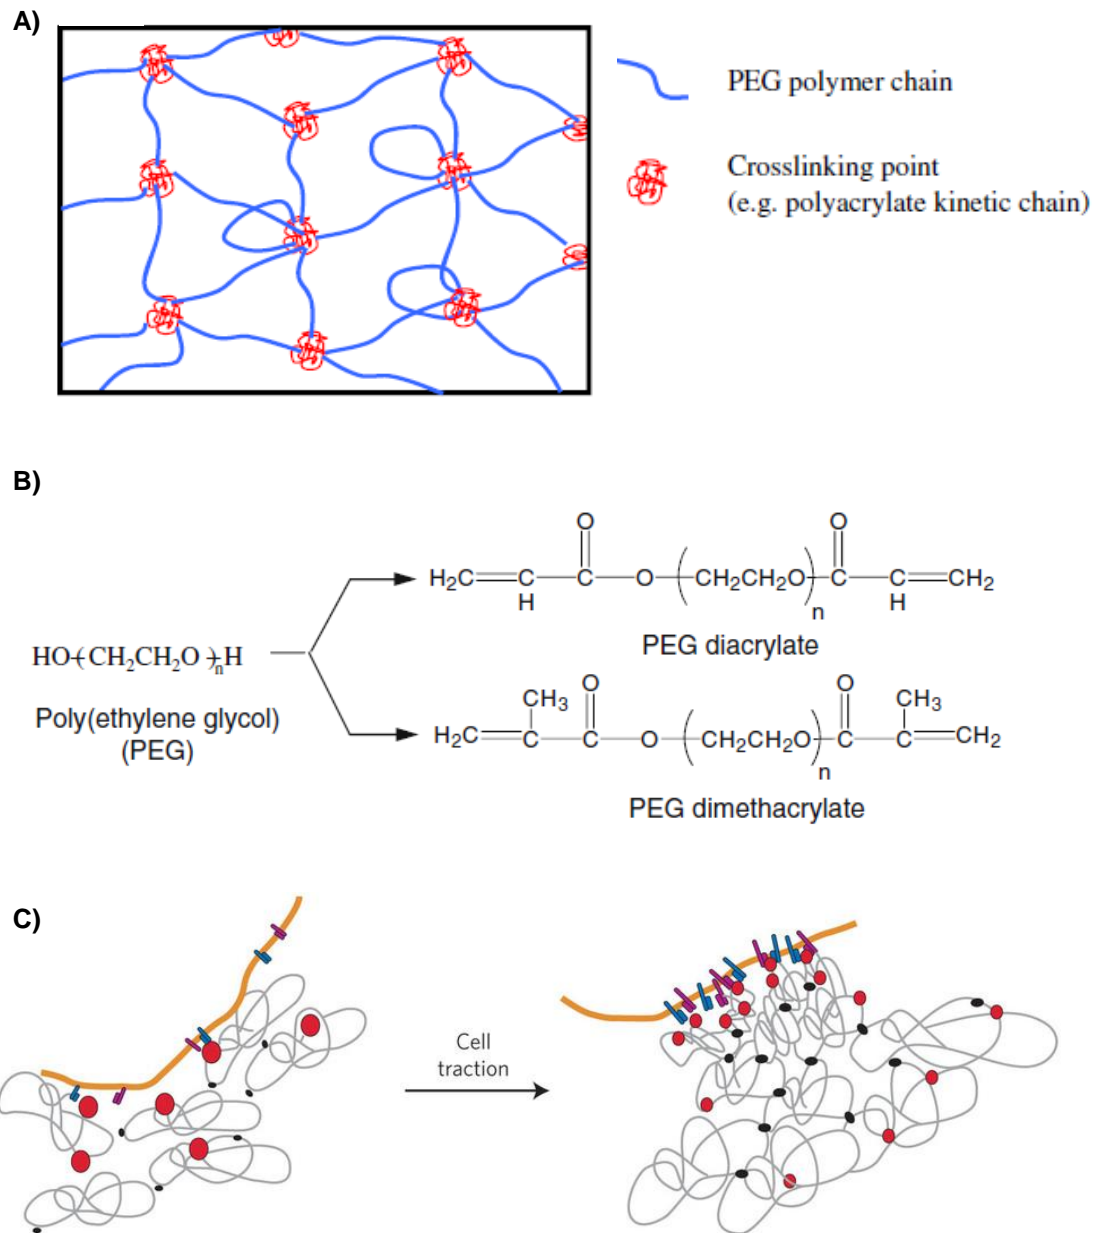 A)
PEG polymer chain
Crosslinking point
(e.g. polyacrylate kinetic chain)
B)
O O
H₂C C C O (CH₂CH₂O)n C C CH₂
H H
PEG diacrylate
HO(CH₂CH₂O)nH
Poly(ethylene glycol)
(PEG)
CH₃ O O CH₃
H₂C C C O (CH₂CH₂O)n C C CH₂
PEG dimethacrylate
C)
Cell
traction